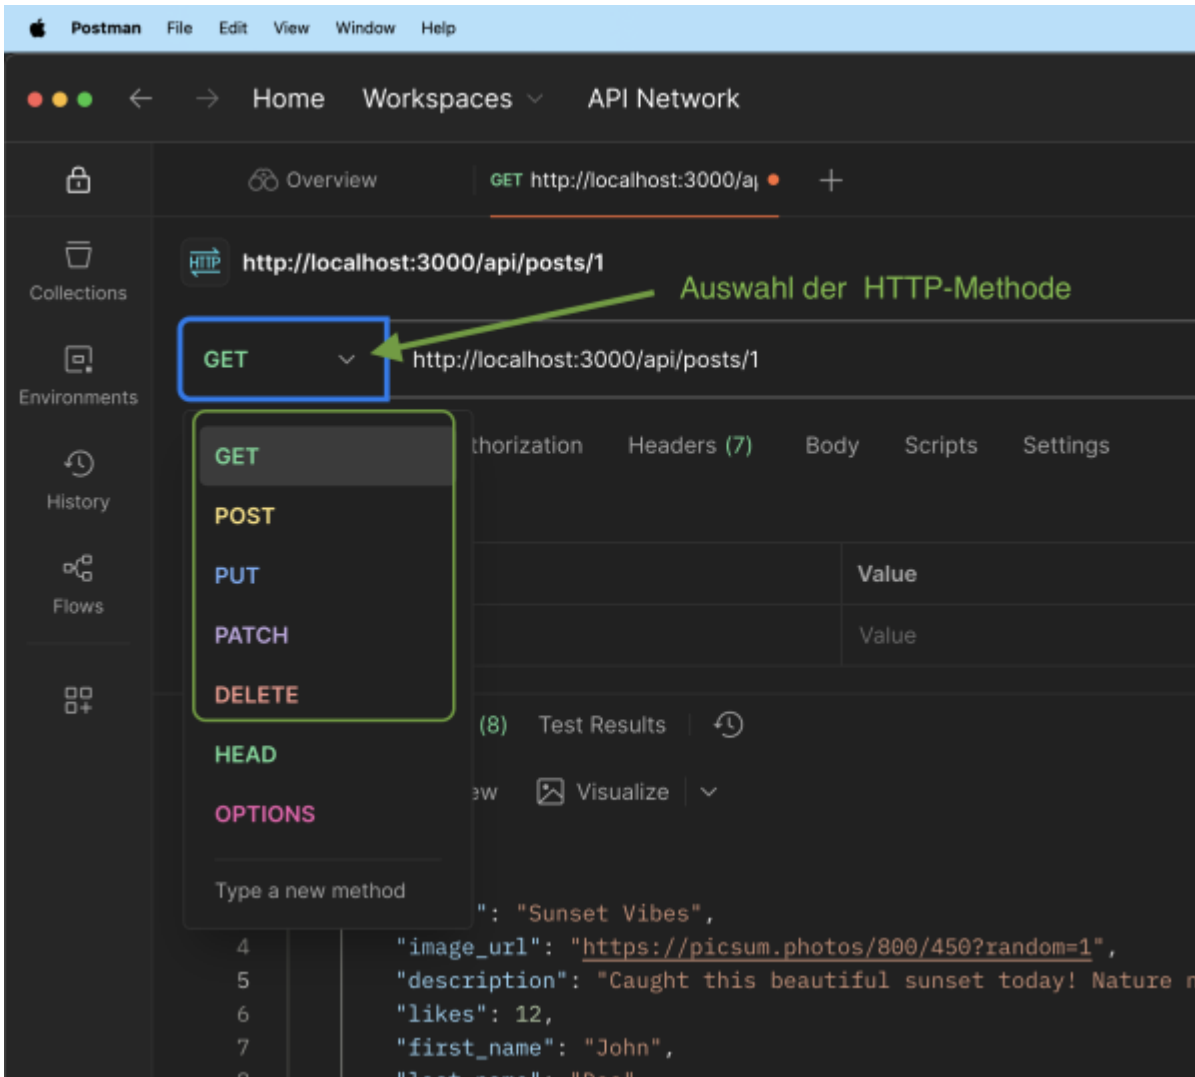 Postman File Edit View Window Help
Home Workspaces API Network
Overview GET http://localhost:3000/a
HTTP http://localhost:3000/api/posts/1
Auswahl der HTTP-Methode
GET http://localhost:3000/api/posts/1
Collections
Environments
History
Flows
GET
POST
PUT
PATCH
DELETE
HEAD
OPTIONS
Type a new method
thorization Headers (7) Body Scripts Settings
Value
Value
(8) Test Results
ew Visualize
": "Sunset Vibes",
4 "image_url": "https://picsum.photos/800/450?random=1",
5 "description": "Caught this beautiful sunset today! Nature
6 "likes": 12,
7 "first_name": "John",